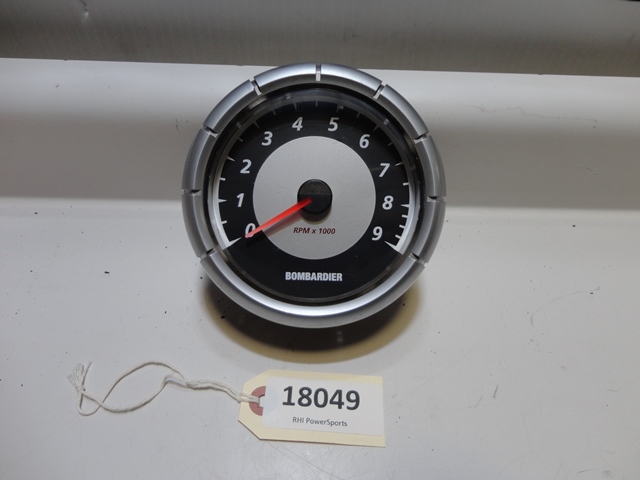 0 1 2 3 4 5 6 7 8 9
RPM x 1000
BOMBARDIER
18049
RHI PowerSports